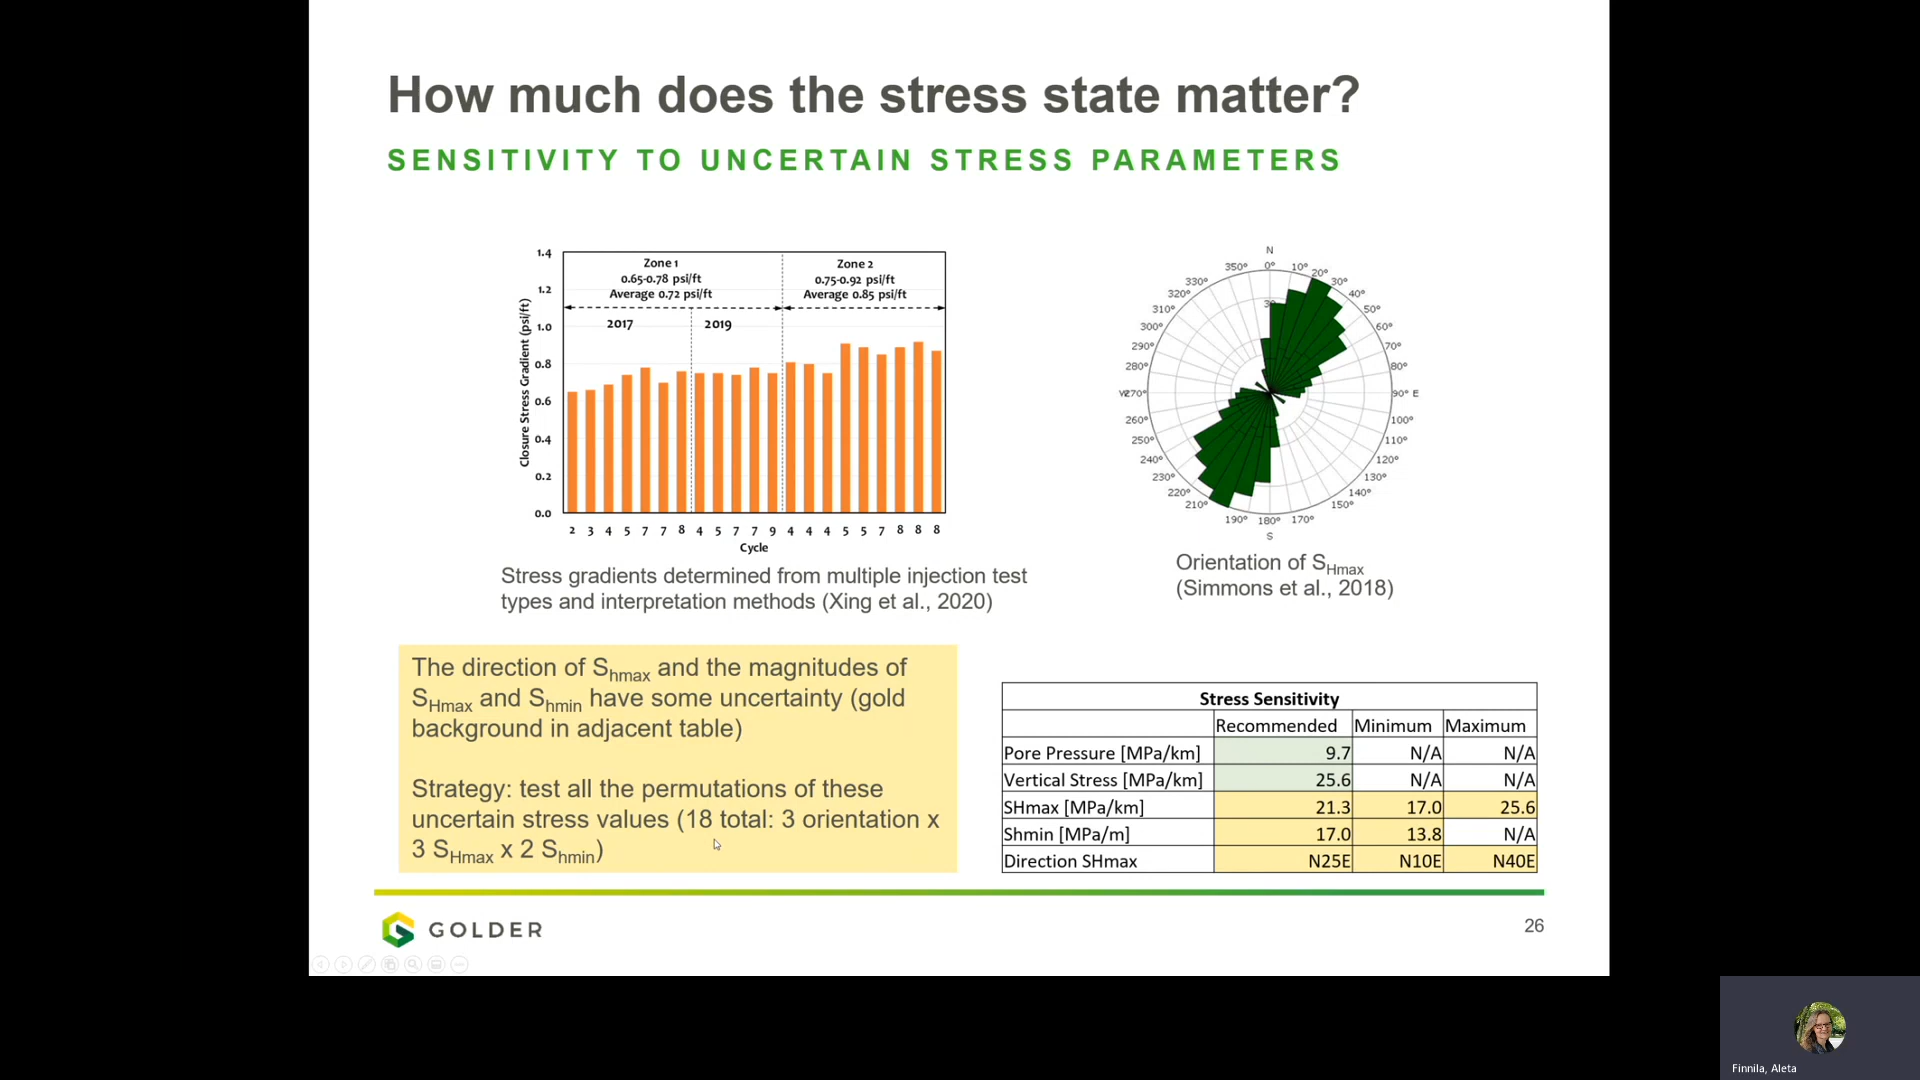 How much does the stress state matter?
SENSITIVITY TO UNCERTAIN STRESS PARAMETERS
Closure Stress Gradient (psi/ft)
1.4
1.2
1.0
0.8
0.6
0.4
0.2
0.0
Zone 1
0.65-0.78 psi/ft
Average 0.72 psi/ft
Zone 2
0.75-0.92 psi/ft
Average 0.85 psi/ft
2017
2019
2 3 4 5 7 7 8 4 5 7 7 9 4 4 4 5 5 7 8 8 8
Cycle
Stress gradients determined from multiple injection test
types and interpretation methods (Xing et al., 2020)
N
350° 0° 10° 20° 30° 40° 50° 60° 70° 80° 90° E
100° 110° 120° 130° 140° 150° 170° 180° 190°
S
210° 220° 230° 240° 250° 260° W270° 280° 290° 300° 310° 320° 330°
30
Orientation of SHmax
(Simmons et al., 2018)
The direction of Shmax and the magnitudes of
SHmax and Shmin have some uncertainty (gold
background in adjacent table)
Strategy: test all the permutations of these
uncertain stress values (18 total: 3 orientation x
3 SHmax x 2 Shmin)
Stress Sensitivity
Recommended Minimum Maximum
Pore Pressure [MPa/km] 9.7 N/A N/A
Vertical Stress [MPa/km] 25.6 N/A N/A
SHmax [MPa/km] 21.3 17.0 25.6
Shmin [MPa/m] 17.0 13.8 N/A
Direction SHmax N25E N10E N40E
GOLDER
26
Finnila, Aleta